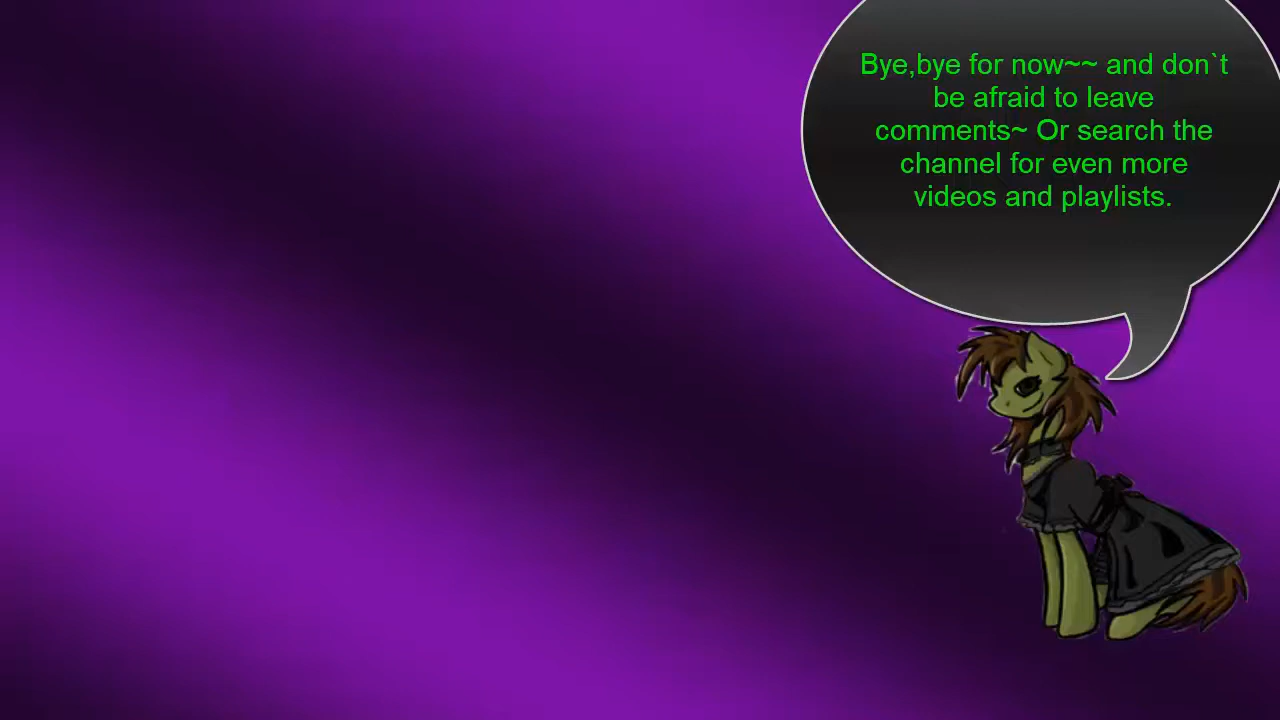 Bye,bye for now~~ and don`t
be afraid to leave
comments~ Or search the
channel for even more
videos and playlists.